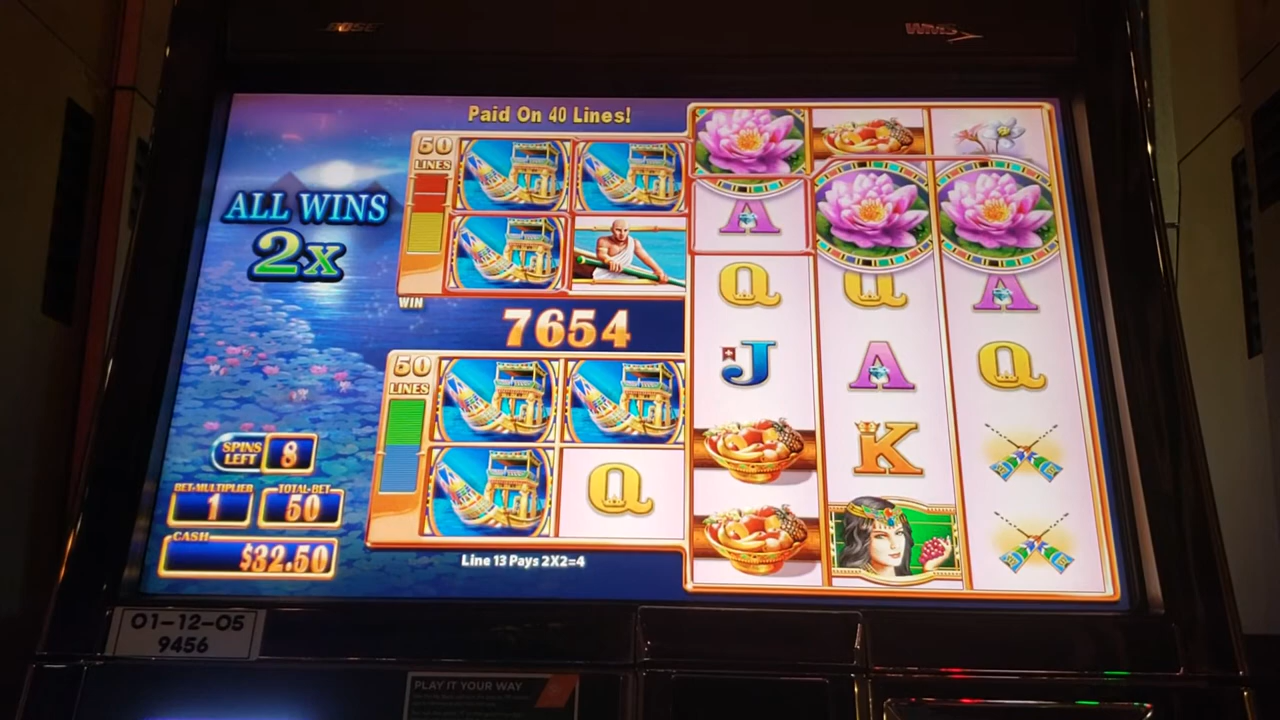 BOSE
WMS
Paid On 40 Lines!
50
LINES
ALL WINS
2x
WIN
7654
50
LINES
SPINS
LEFT
8
BET MULTIPLIER
1
TOTAL BET
50
CASH
$32.50
Line 13 Pays 2X2=4
Q
A
Q
Q
A
J
A
Q
K
01-12-05
9456
PLAY IT YOUR WAY